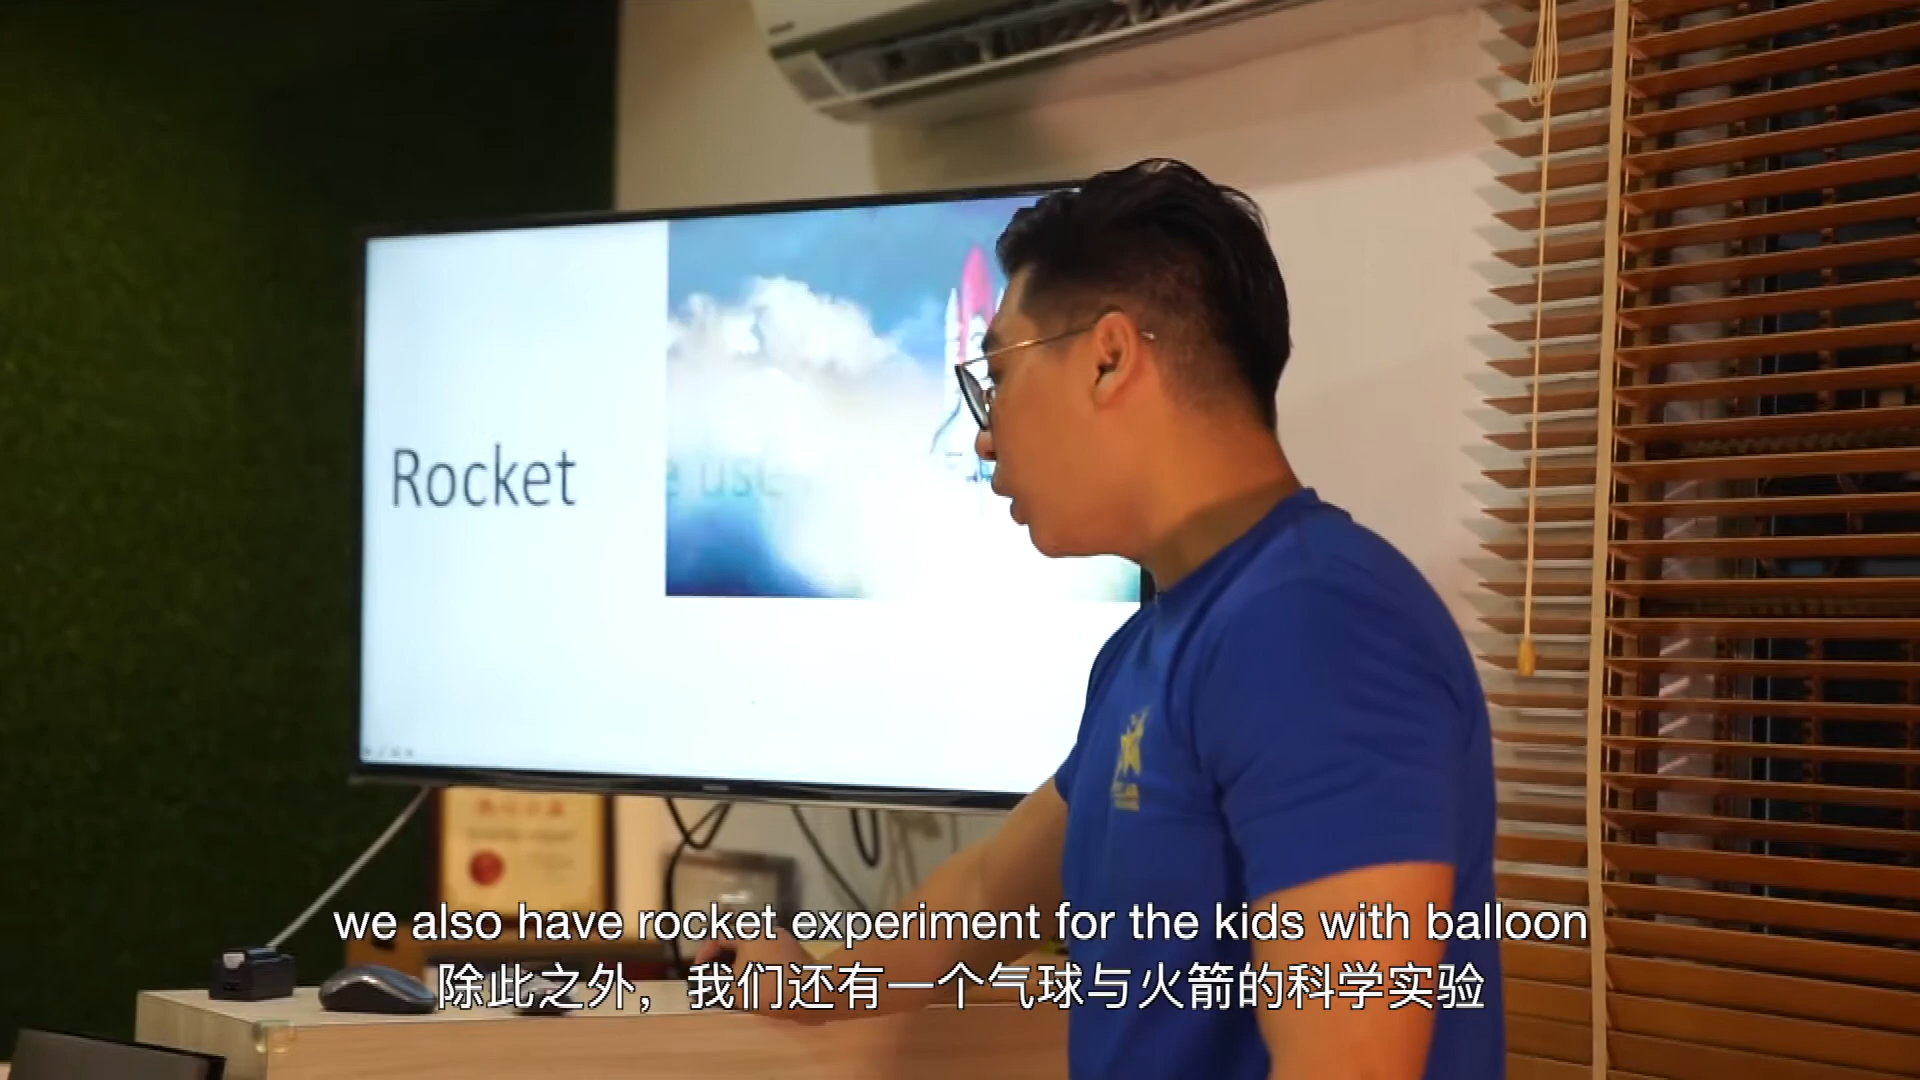 Rocket
e use
we also have rocket experiment for the kids with balloon
除此之外，我们还有一个气球与火箭的科学实验